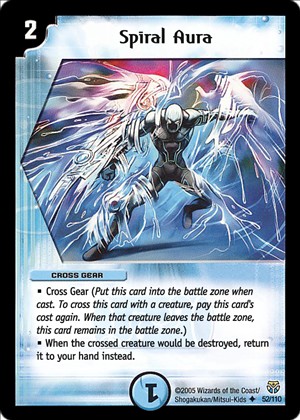 2
Spiral Aura
CROSS GEAR
▪ Cross Gear (Put this card into the battle zone when
cast. To cross this card with a creature, pay this card's
cost again. When that creature leaves the battle zone,
this card remains in the battle zone.)
▪ When the crossed creature would be destroyed, return
it to your hand instead.
1
©2005 Wizards of the Coast/
Shogakukan/Mitsui-Kids ♦ 52/110